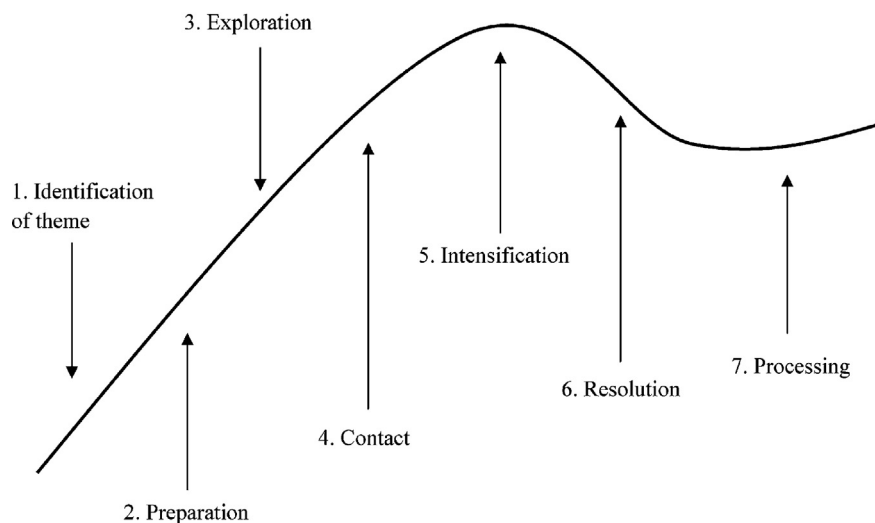 3. Exploration
1. Identification
of theme
5. Intensification
7. Processing
6. Resolution
4. Contact
2. Preparation